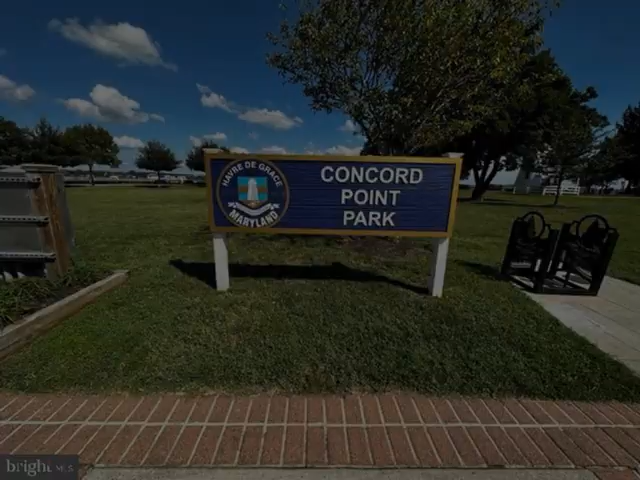 HAVRE DE GRACE
MARYLAND
CONCORD
POINT
PARK
bright MLS